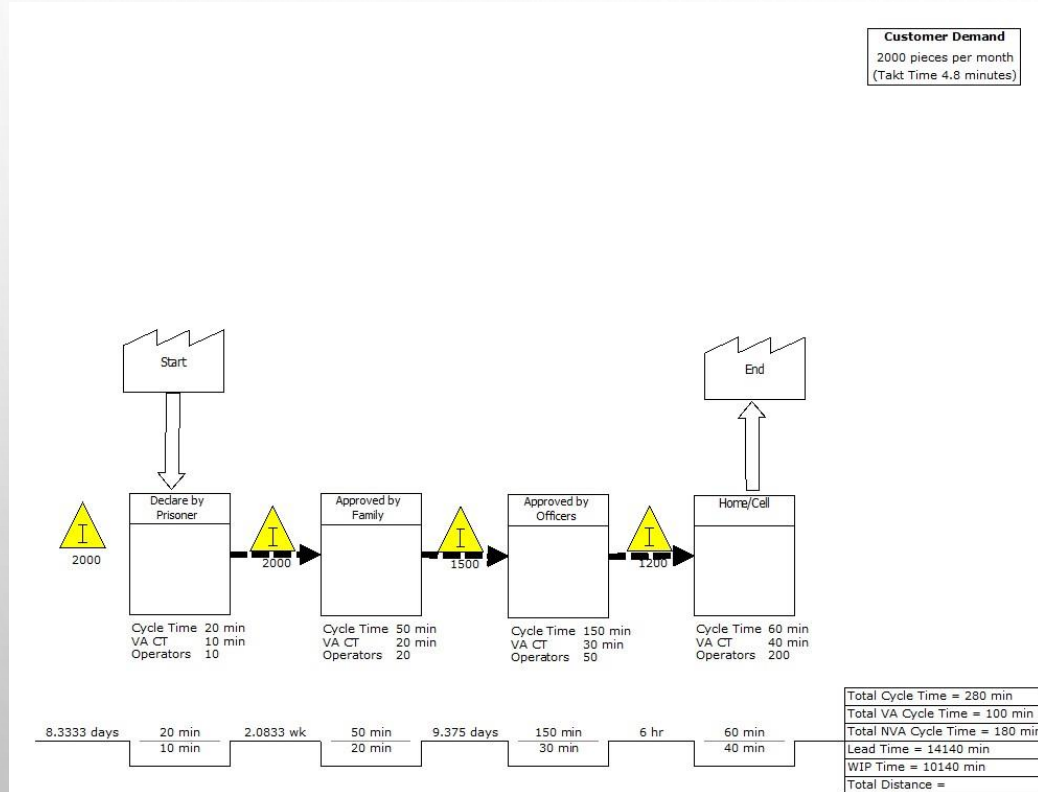 Customer Demand
2000 pieces per month
(Takt Time 4.8 minutes)
Start
End
I
2000
Declare by
Prisoner
I
2000
Approved by
Family
I
1500
Approved by
Officers
I
1200
Home/Cell
Cycle Time 20 min
VA CT 10 min
Operators 10
Cycle Time 50 min
VA CT 20 min
Operators 20
Cycle Time 150 min
VA CT 30 min
Operators 50
Cycle Time 60 min
VA CT 40 min
Operators 200
8.3333 days
20 min
10 min
2.0833 wk
50 min
20 min
9.375 days
150 min
30 min
6 hr
60 min
40 min
Total Cycle Time = 280 min
Total VA Cycle Time = 100 min
Total NVA Cycle Time = 180 min
Lead Time = 14140 min
WIP Time = 10140 min
Total Distance =